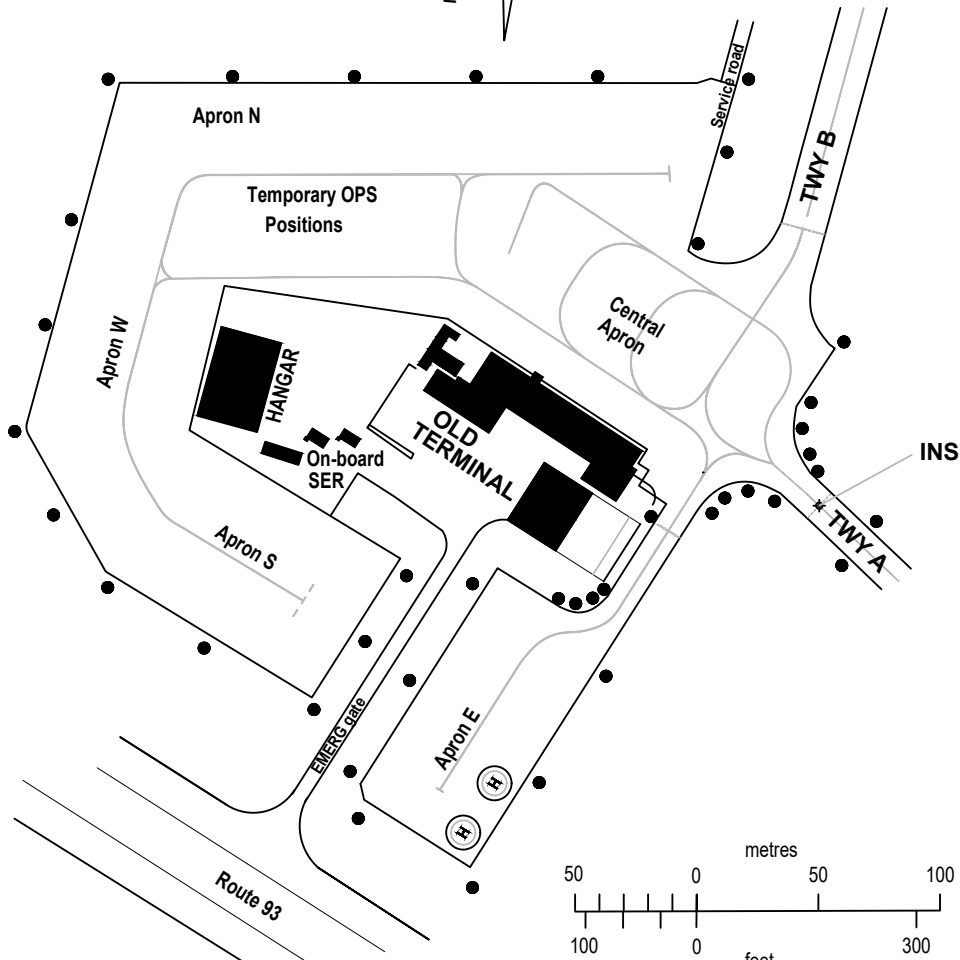 Service road
Apron N
TWY B
Temporary OPS
Positions
Central
Apron
Apron W
HANGAR
OLD
TERMINAL
On-board
SER
INS
TWY A
Apron S
EMERG gate
Apron E
H
H
Route 93
metres
50 0 50 100
100 0 300
feet